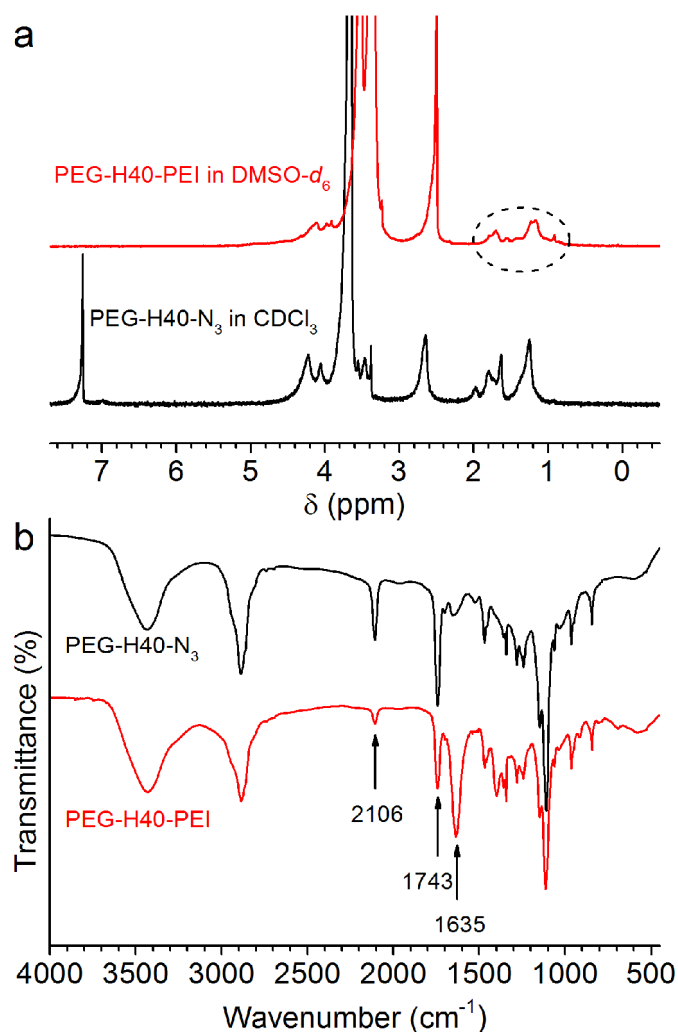 a
PEG-H40-PEI in DMSO-d6
PEG-H40-N3 in CDCl3
7 6 5 4 3 2 1 0
δ (ppm)
b
Transmittance (%)
PEG-H40-N3
PEG-H40-PEI
2106
1743
1635
4000 3500 3000 2500 2000 1500 1000 500
Wavenumber (cm-1)